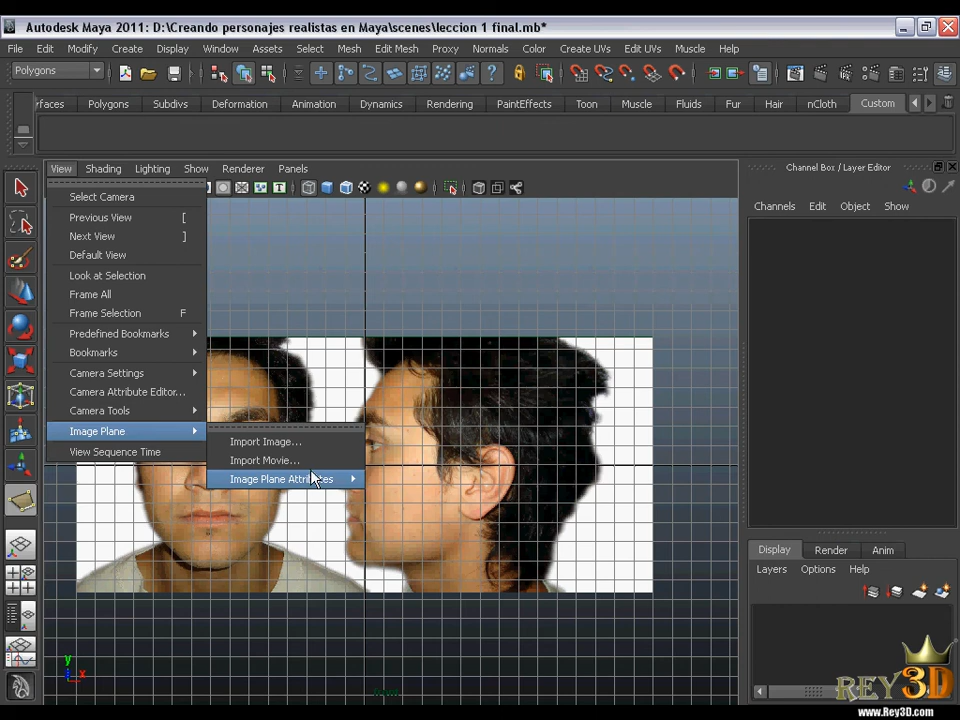 Autodesk Maya 2011: D:\Creando personajes realistas en Maya\scenes\leccion 1 final.mb*
File Edit Modify Create Display Window Assets Select Mesh Edit Mesh Proxy Normals Color Create UVs Edit UVs Muscle Help
Polygons
rfaces Polygons Subdivs Deformation Animation Dynamics Rendering PaintEffects Toon Muscle Fluids Fur Hair nCloth Custom
View Shading Lighting Show Renderer Panels
Channel Box / Layer Editor
T
Select Camera
Previous View [
Next View ]
Default View
Look at Selection
Frame All
Frame Selection F
Predefined Bookmarks
Bookmarks
Camera Settings
Camera Attribute Editor...
Camera Tools
Image Plane
View Sequence Time
Import Image...
Import Movie...
Image Plane Attributes
Channels Edit Object Show
Display Render Anim
Layers Options Help
y
x
REY3D
www.Rey3D.com